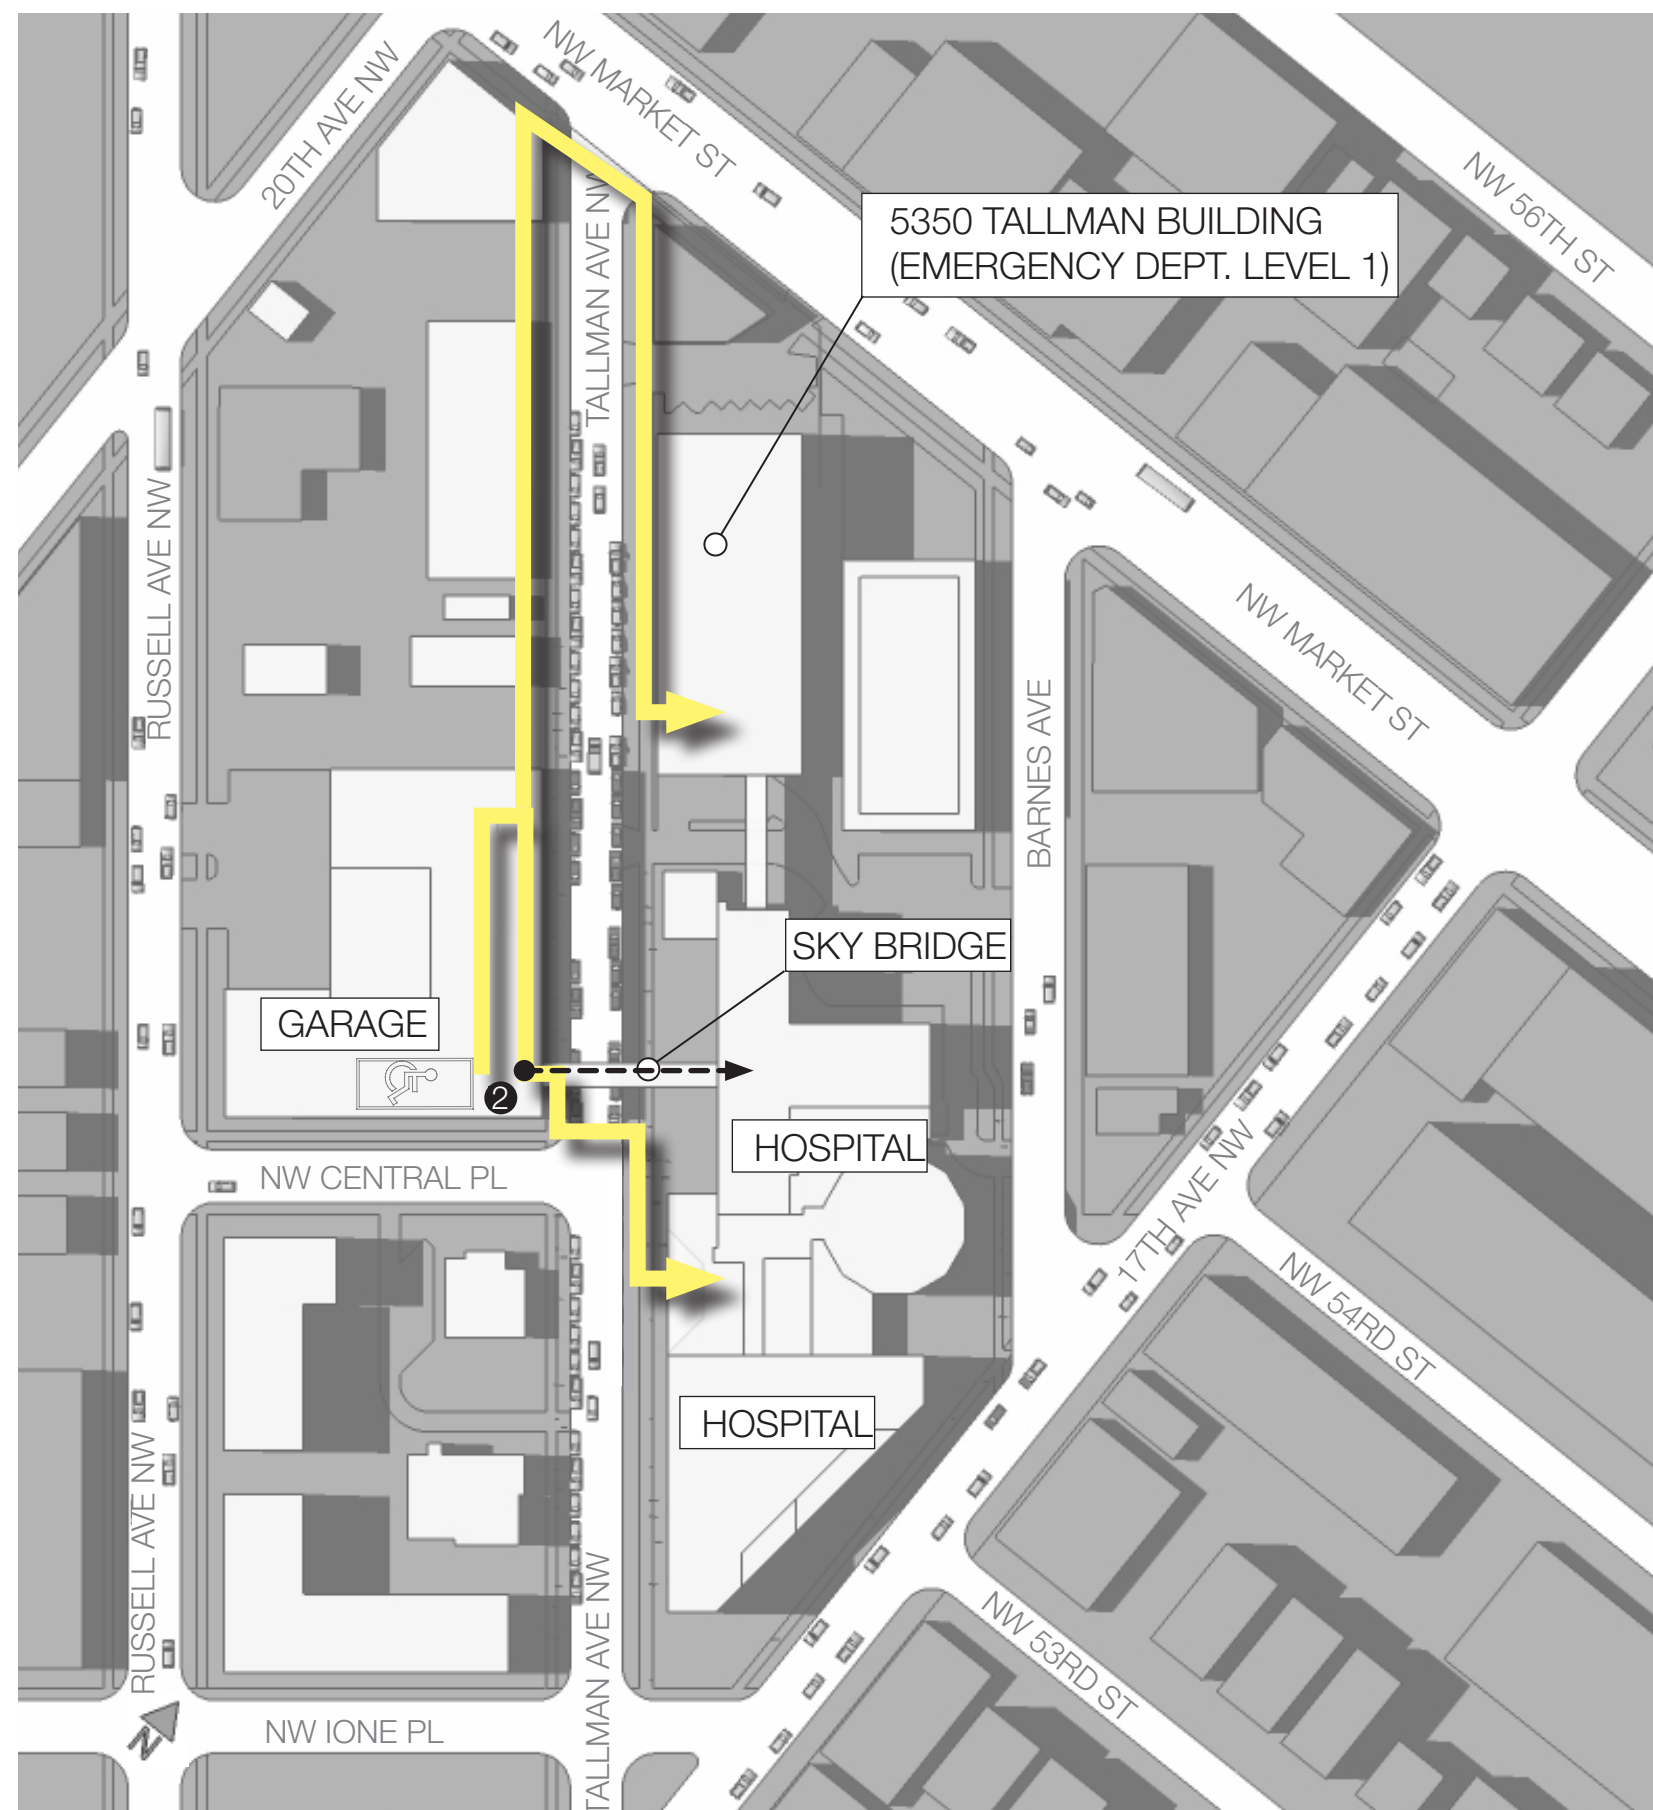 NW MARKET ST
20TH AVE NW
NW 56TH ST
5350 TALLMAN BUILDING
(EMERGENCY DEPT. LEVEL 1)
TALLMAN AVE NW
RUSSELL AVE NW
NW MARKET ST
BARNES AVE
SKY BRIDGE
GARAGE
2
HOSPITAL
NW CENTRAL PL
17TH AVE NW
NW 54RD ST
HOSPITAL
RUSSELL AVE NW
TALLMAN AVE NW
NW 53RD ST
N
NW IONE PL